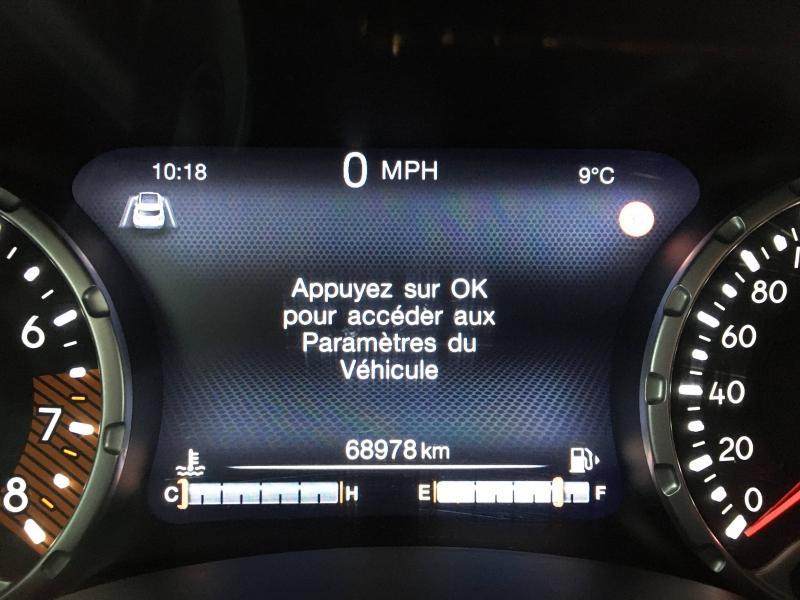 10:18 0 MPH 9°C
Appuyez sur OK
pour accéder aux
Paramètres du
Véhicule
68978 km
C H E F
6
7
8
80
60
40
20
0